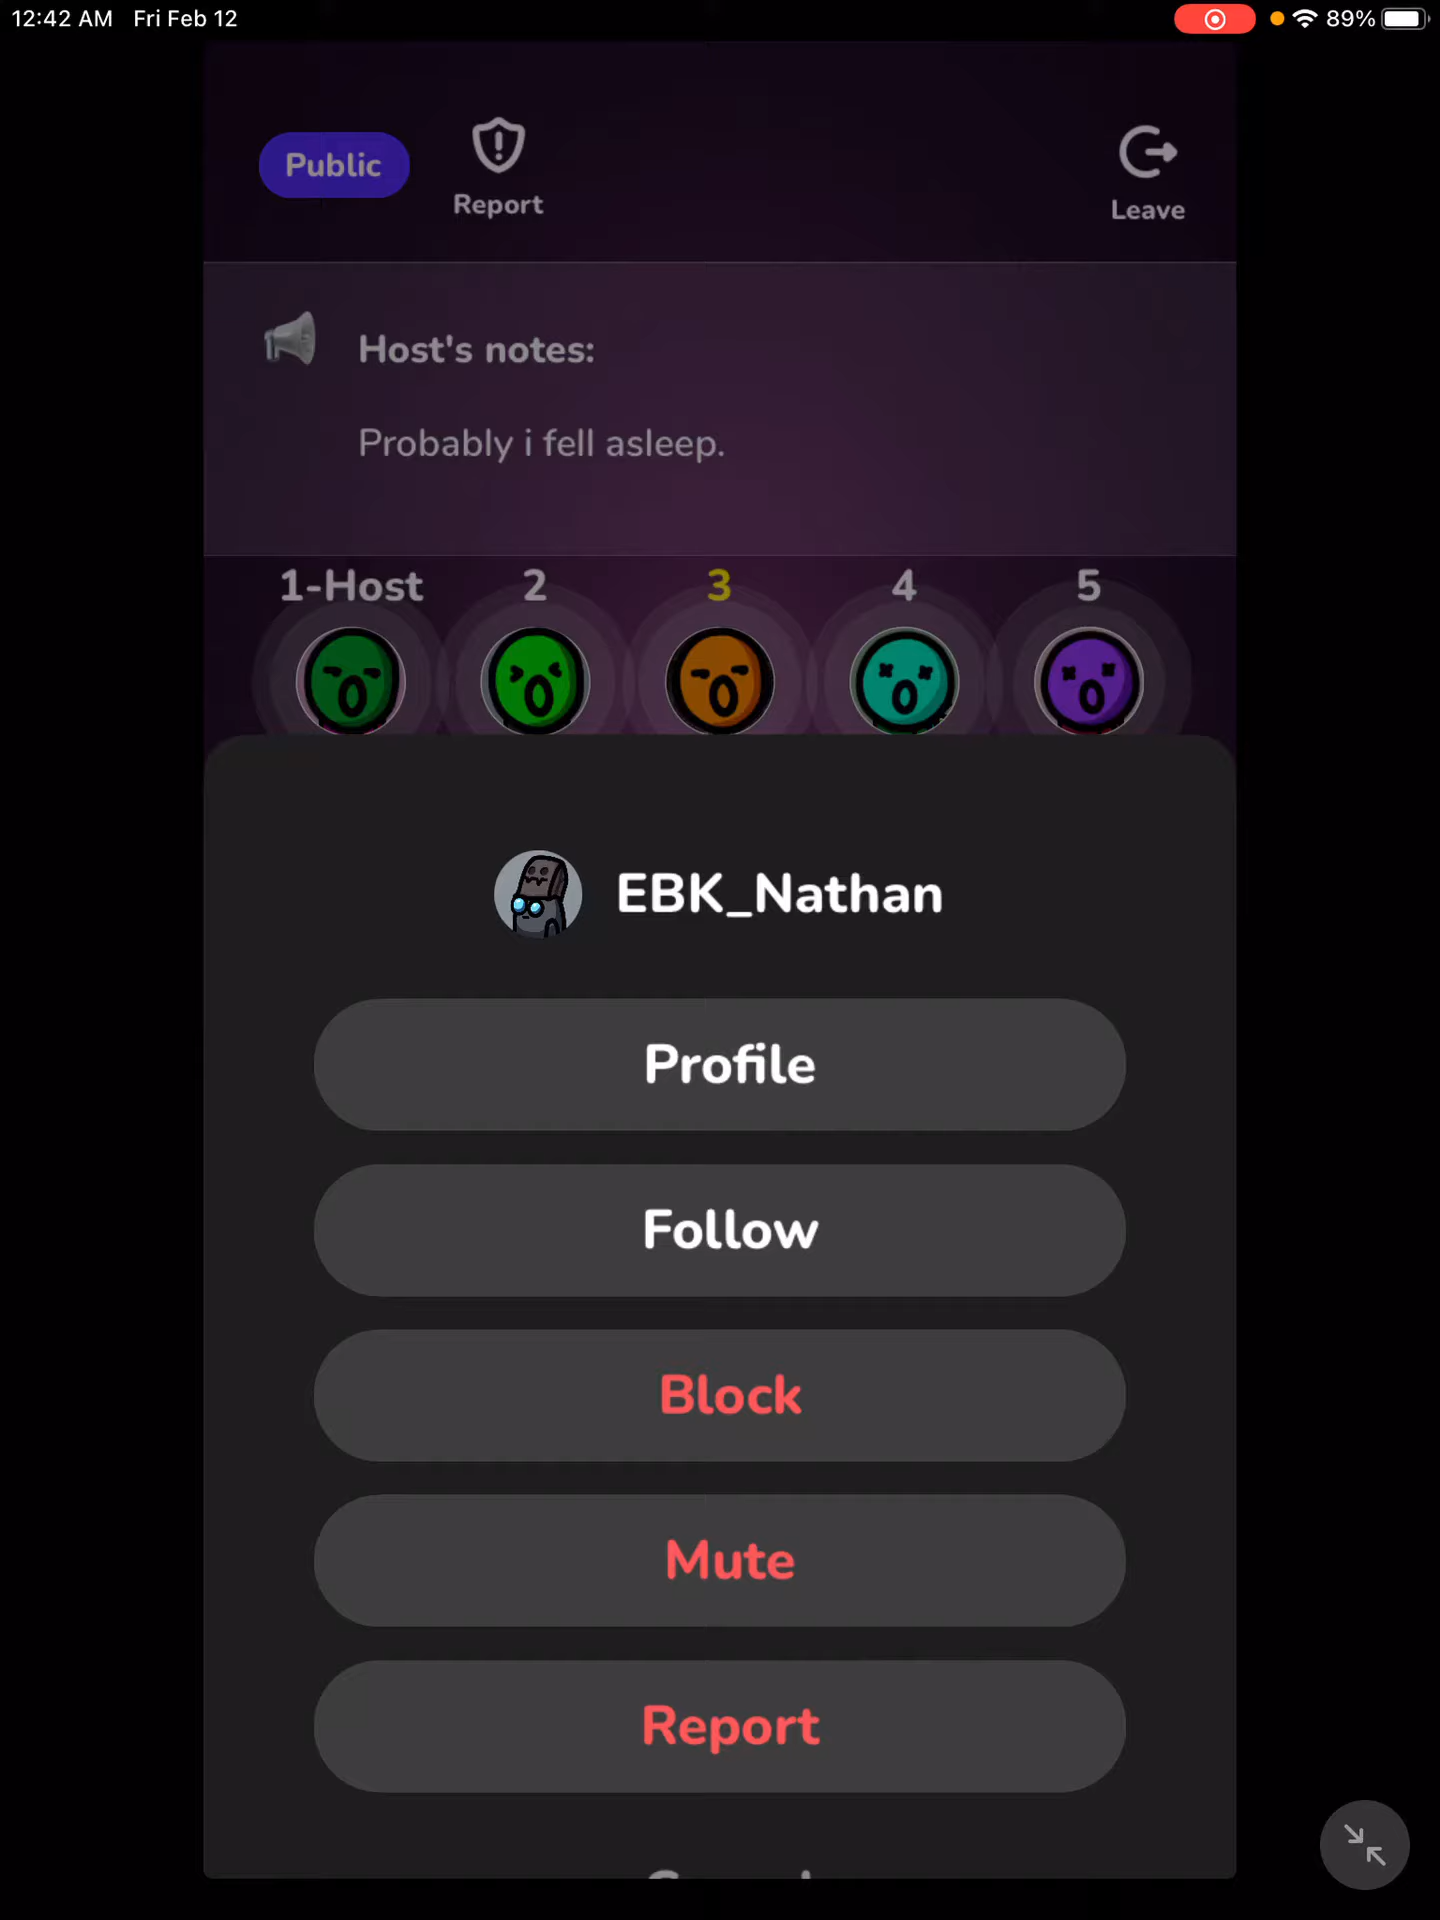 12:42 AM Fri Feb 12 89%
Public
Report
Leave
Host's notes:
Probably i fell asleep.
1-Host 2 3 4 5
EBK_Nathan
Profile
Follow
Block
Mute
Report